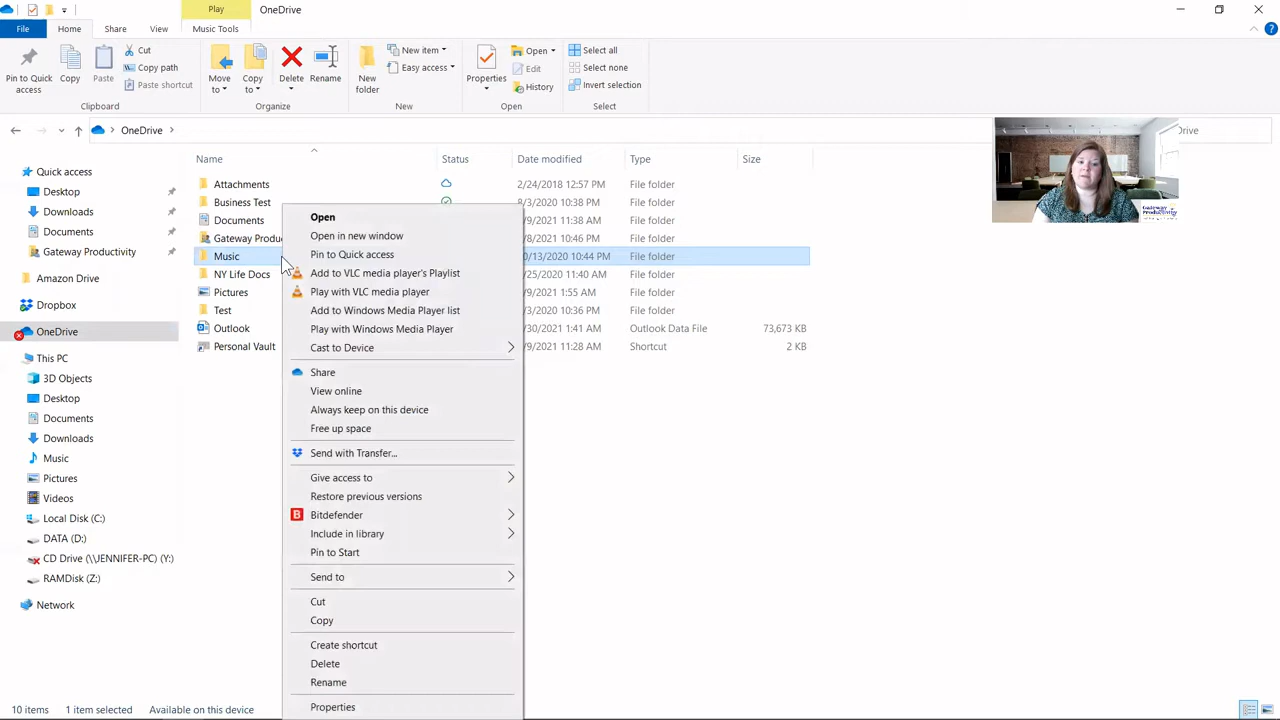 Play
OneDrive
File
Home
Share
View
Music Tools
Pin to Quick access
Copy
Paste
Cut
Copy path
Paste shortcut
Clipboard
Move to
Copy to
Delete
Rename
Organize
New folder
New item
Easy access
New
Properties
Open
Edit
History
Open
Select all
Select none
Invert selection
Select
OneDrive
Drive
Name
Status
Date modified
Type
Size
Quick access
Desktop
Downloads
Documents
Gateway Productivity
Amazon Drive
Dropbox
OneDrive
This PC
3D Objects
Desktop
Documents
Downloads
Music
Pictures
Videos
Local Disk (C:)
DATA (D:)
CD Drive (\\JENNIFER-PC) (Y:)
RAMDisk (Z:)
Network
Attachments 2/24/2018 12:57 PM File folder
Business Test 8/3/2020 10:38 PM File folder
Documents /9/2021 11:38 AM File folder
Gateway Produc /8/2021 10:46 PM File folder
Music 0/13/2020 10:44 PM File folder
NY Life Docs /25/2020 11:40 AM File folder
Pictures /9/2021 1:55 AM File folder
Test /3/2020 10:36 PM File folder
Outlook /30/2021 1:41 AM Outlook Data File 73,673 KB
Personal Vault /9/2021 11:28 AM Shortcut 2 KB
Open
Open in new window
Pin to Quick access
Add to VLC media player's Playlist
Play with VLC media player
Add to Windows Media Player list
Play with Windows Media Player
Cast to Device
Share
View online
Always keep on this device
Free up space
Send with Transfer...
Give access to
Restore previous versions
B Bitdefender
Include in library
Pin to Start
Send to
Cut
Copy
Create shortcut
Delete
Rename
Properties
Gateway
Productivity
10 items 1 item selected Available on this device